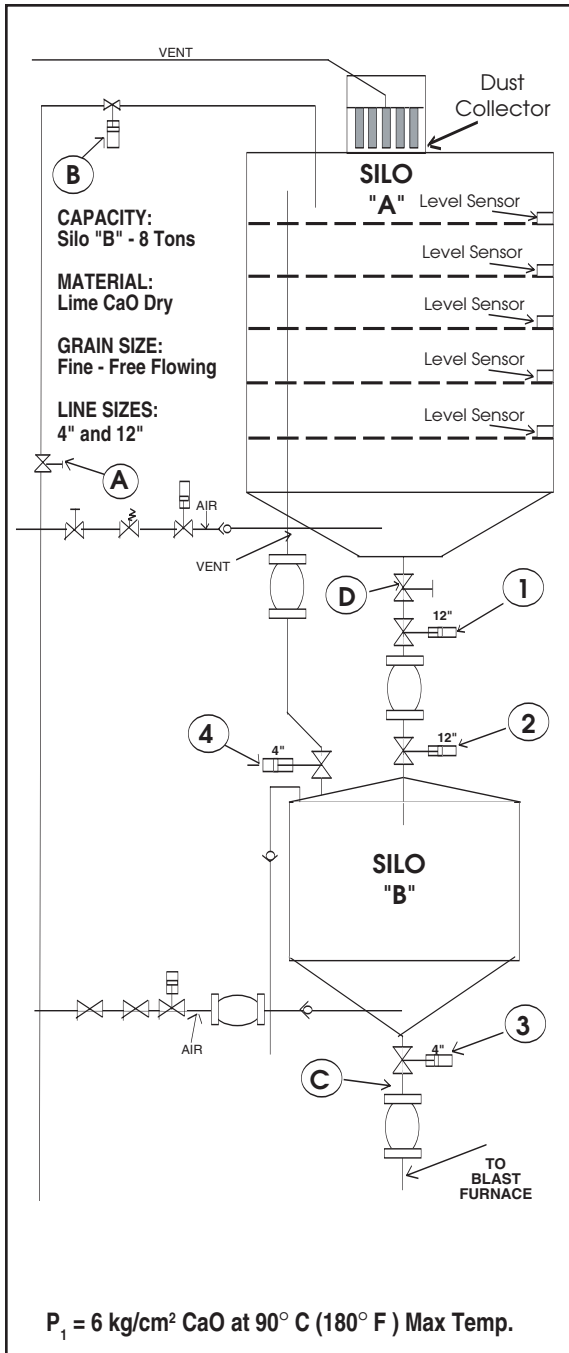 VENT
Dust
Collector
B
SILO
"A"
Level Sensor
CAPACITY:
Silo "B" - 8 Tons
Level Sensor
MATERIAL:
Lime CaO Dry
Level Sensor
GRAIN SIZE:
Fine - Free Flowing
Level Sensor
LINE SIZES:
4" and 12"
Level Sensor
A
AIR
VENT
D
1
12"
4
4"
2
12"
SILO
"B"
AIR
3
4"
C
TO
BLAST
FURNACE
P₁ = 6 kg/cm² CaO at 90° C (180° F ) Max Temp.